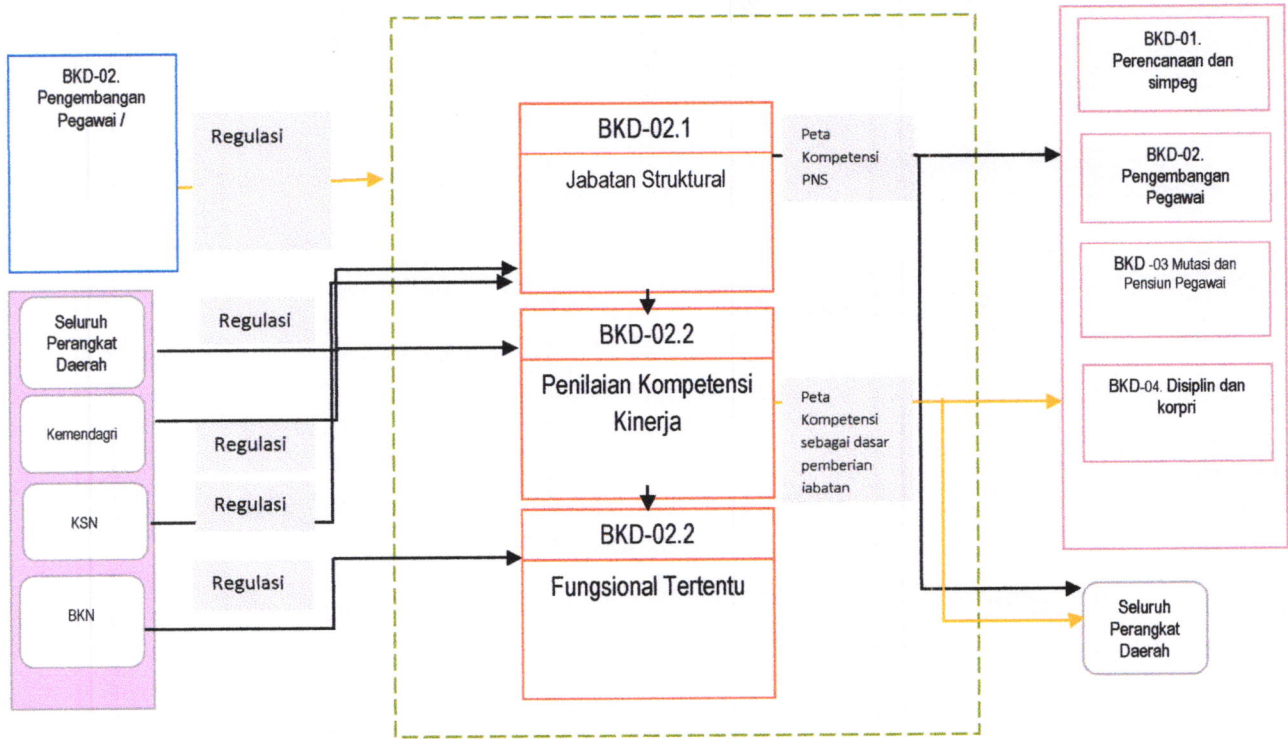 BKD-02.
Pengembangan
Pegawai /
Regulasi
Seluruh
Perangkat
Daerah
Kemendagri
KSN
BKN
Regulasi
Regulasi
Regulasi
Regulasi
BKD-02.1
Jabatan Struktural
BKD-02.2
Penilaian Kompetensi
Kinerja
BKD-02.2
Fungsional Tertentu
Peta
Kompetensi
PNS
Peta
Kompetensi
sebagai dasar
pemberian
iabatan
BKD-01.
Perencanaan dan
simpeg
BKD-02.
Pengembangan
Pegawai
BKD -03 Mutasi dan
Pensiun Pegawai
BKD-04. Disiplin dan
korpri
Seluruh
Perangkat
Daerah